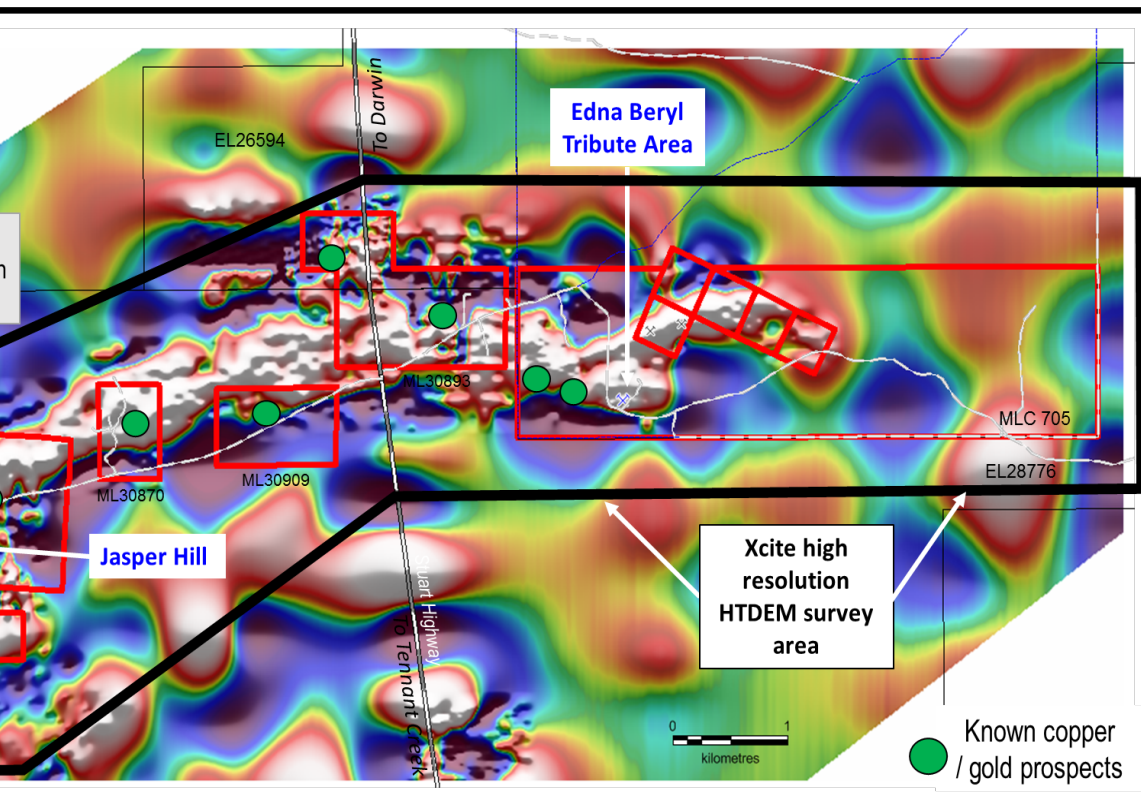 To Darwin
Edna Beryl
Tribute Area
EL26594
n
ML30893
MLC 705
EL28776
ML30909
ML30870
Jasper Hill
Xcite high
resolution
HTDEM survey
area
Stuart Highway
To Tennant Creek
0 1
kilometres
Known copper
/ gold prospects